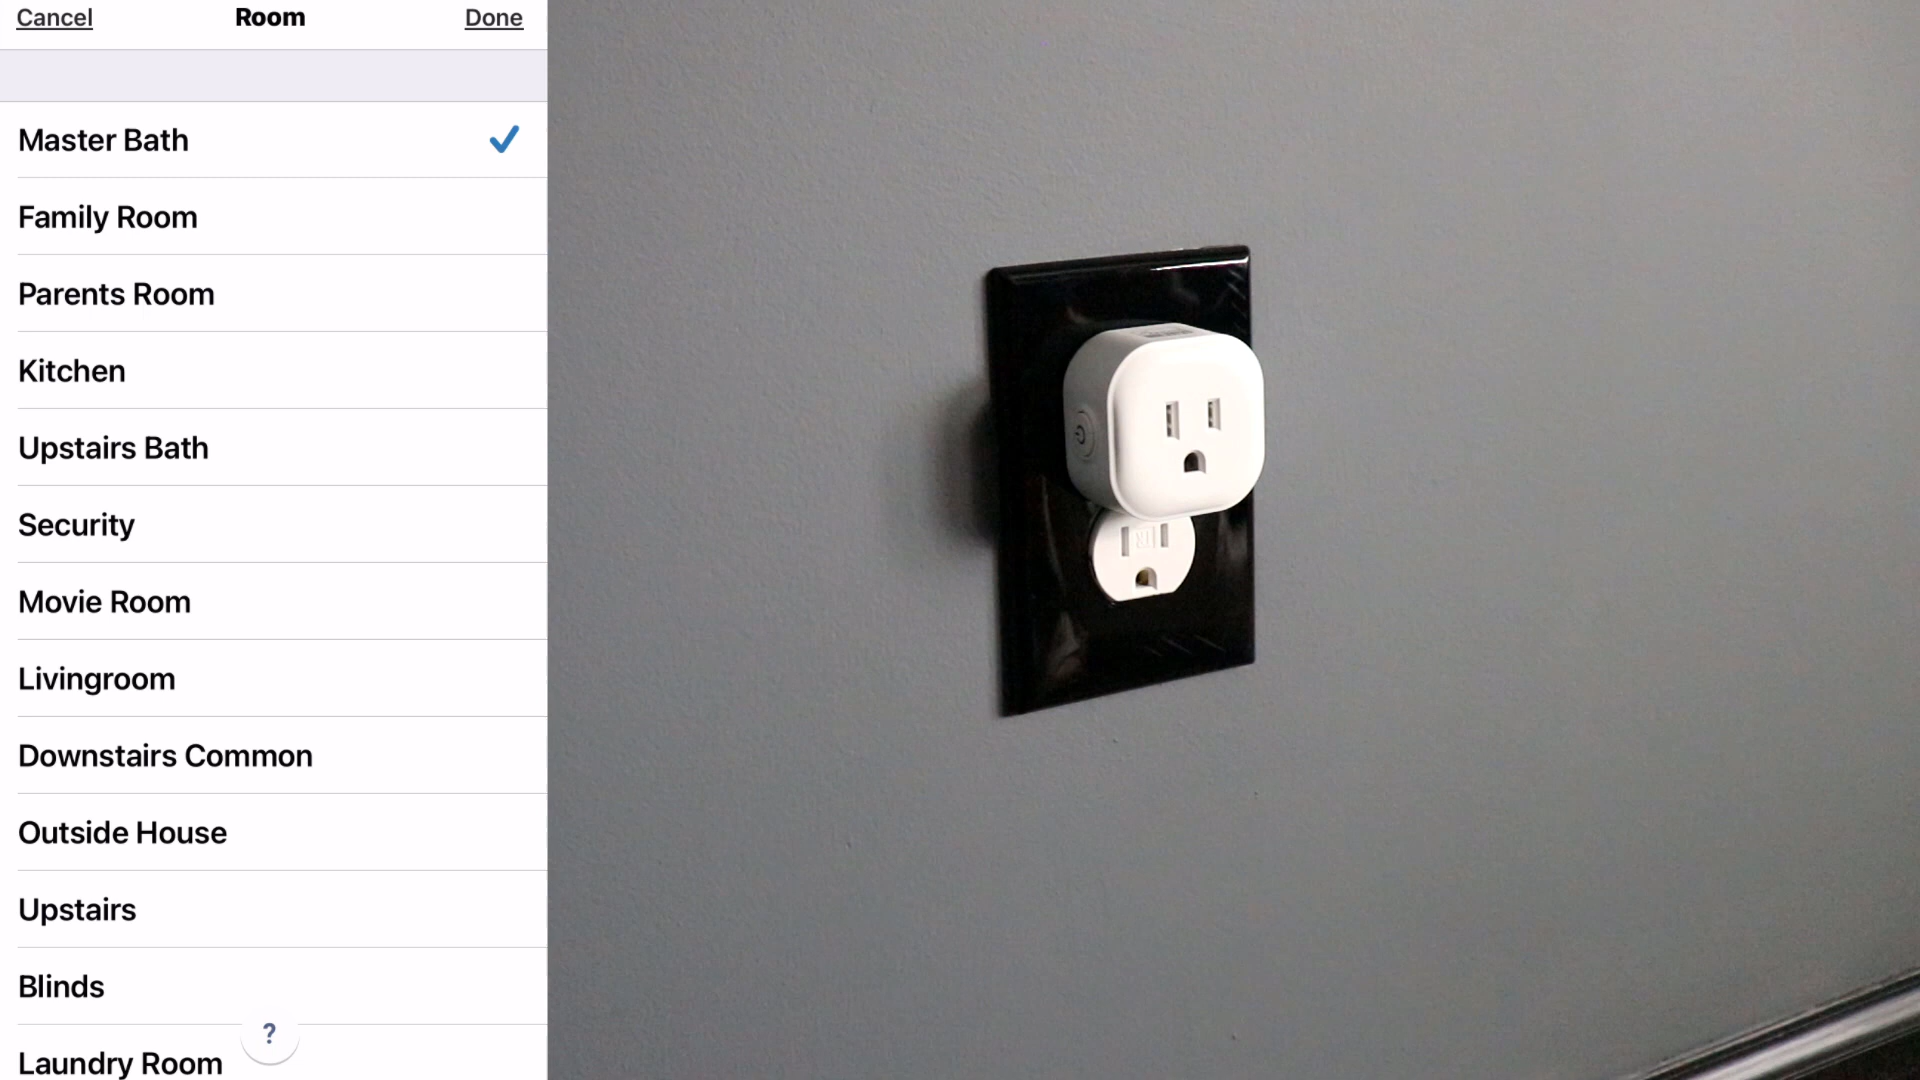 Cancel Room Done
Master Bath
Family Room
Parents Room
Kitchen
Upstairs Bath
Security
Movie Room
Livingroom
Downstairs Common
Outside House
Upstairs
Blinds
?
Laundry Room
TR